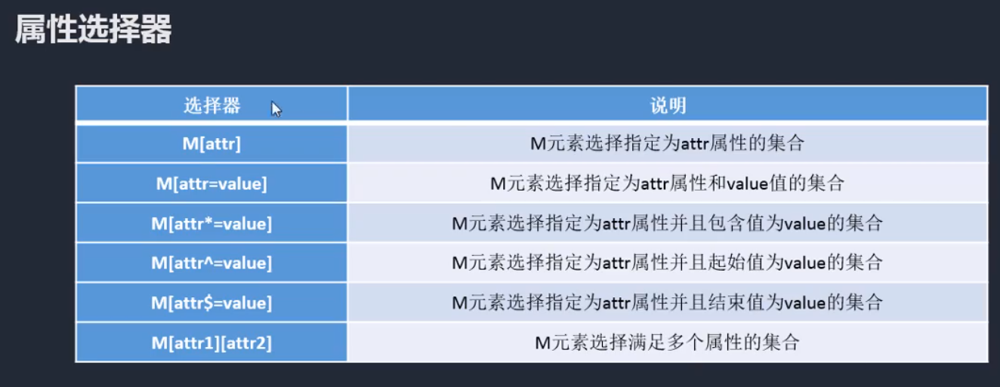 属性选择器
选择器 说明
M[attr] M元素选择指定为attr属性的集合
M[attr=value] M元素选择指定为attr属性和value值的集合
M[attr*=value] M元素选择指定为attr属性并且包含值为value的集合
M[attr^=value] M元素选择指定为attr属性并且起始值为value的集合
M[attr$=value] M元素选择指定为attr属性并且结束值为value的集合
M[attr1][attr2] M元素选择满足多个属性的集合